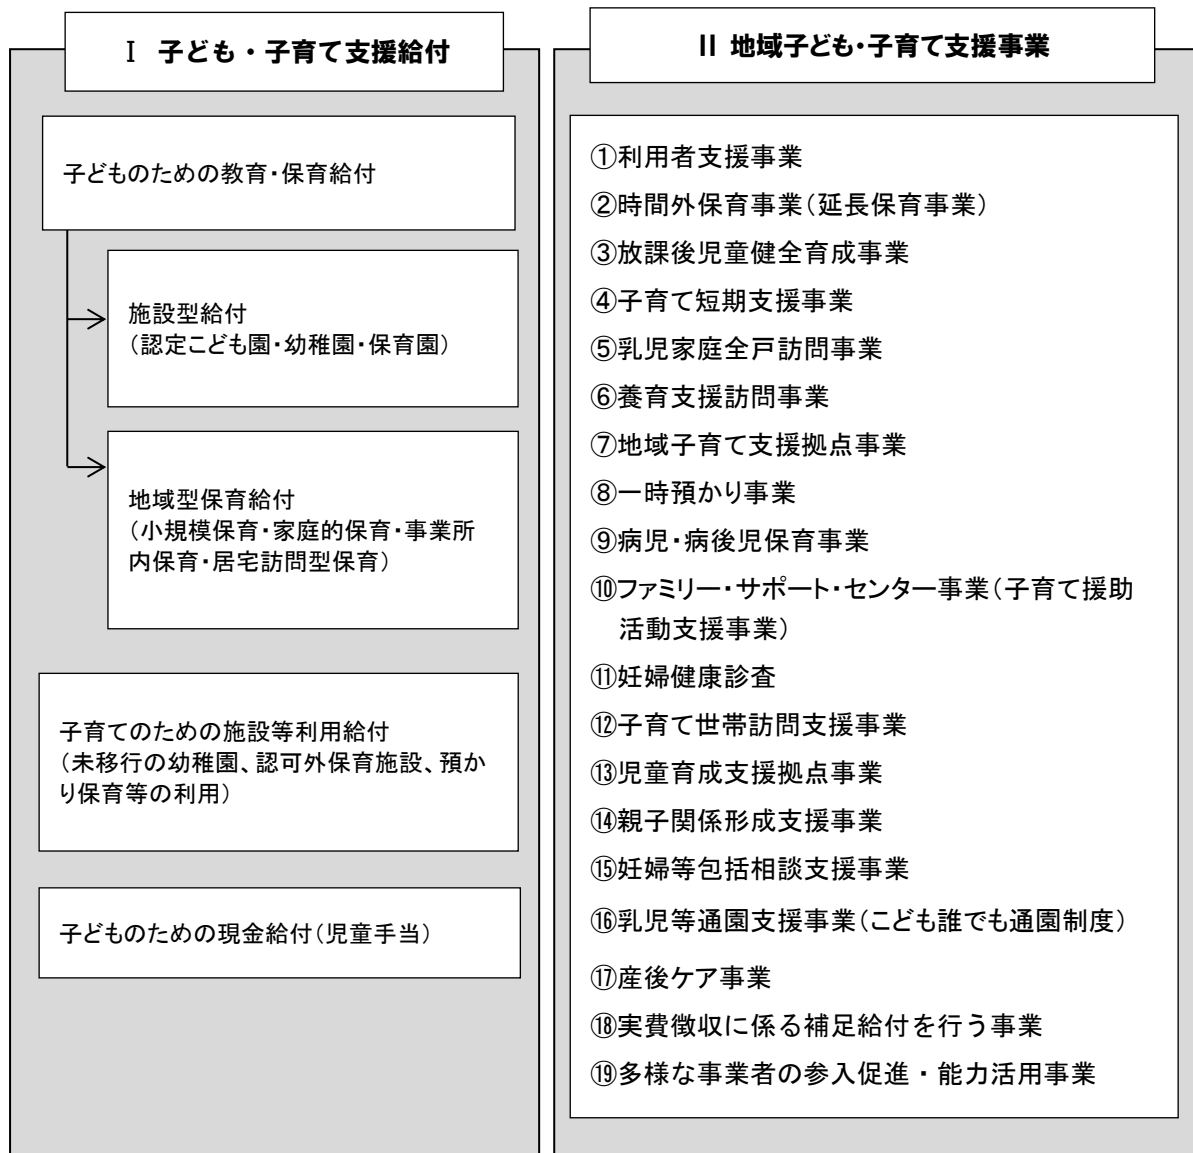 Ⅰ 子ども・子育て支援給付
子どものための教育・保育給付
施設型給付
（認定こども園・幼稚園・保育園）
地域型保育給付
（小規模保育・家庭的保育・事業所
内保育・居宅訪問型保育）
子育てのための施設等利用給付
（未移行の幼稚園、認可外保育施設、預か
り保育等の利用）
子どものための現金給付（児童手当）
Ⅱ 地域子ども・子育て支援事業
①利用者支援事業
②時間外保育事業（延長保育事業）
③放課後児童健全育成事業
④子育て短期支援事業
⑤乳児家庭全戸訪問事業
⑥養育支援訪問事業
⑦地域子育て支援拠点事業
⑧一時預かり事業
⑨病児・病後児保育事業
⑩ファミリー・サポート・センター事業（子育て援助
活動支援事業）
⑪妊婦健康診査
⑫子育て世帯訪問支援事業
⑬児童育成支援拠点事業
⑭親子関係形成支援事業
⑮妊婦等包括相談支援事業
⑯乳児等通園支援事業（こども誰でも通園制度）
⑰産後ケア事業
⑱実費徴収に係る補足給付を行う事業
⑲多様な事業者の参入促進・能力活用事業